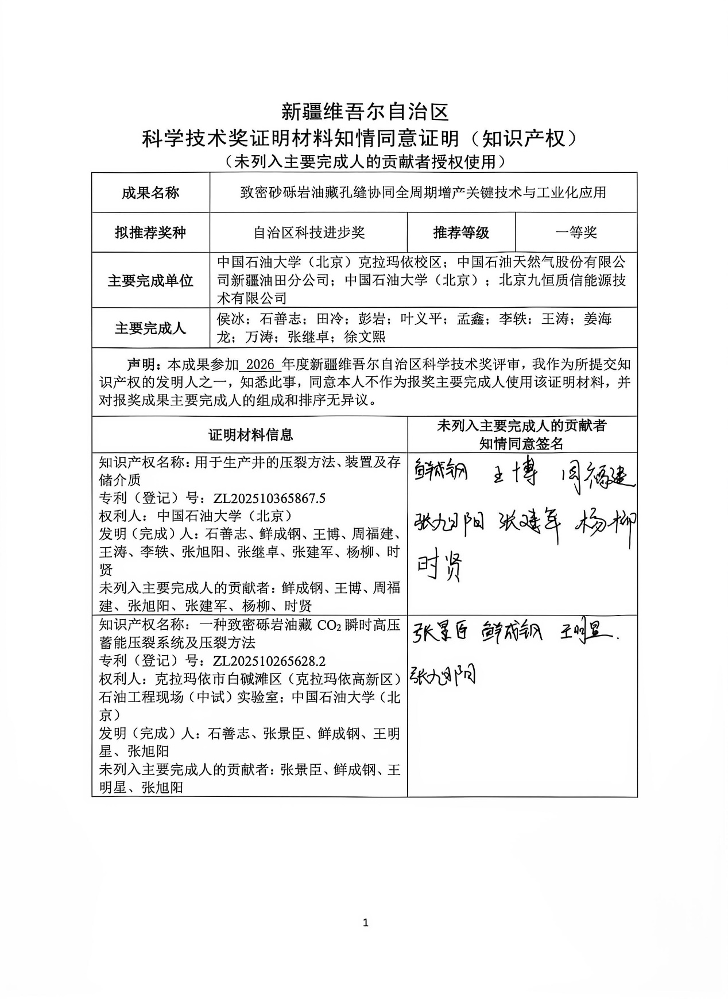 新疆维吾尔自治区
科学技术奖证明材料知情同意证明（知识产权）
（未列入主要完成人的贡献者授权使用）
成果名称 致密砂砾岩油藏孔缝协同全周期增产关键技术与工业化应用
拟推荐奖种 自治区科技进步奖 推荐等级 一等奖
主要完成单位
中国石油大学（北京）克拉玛依校区；中国石油天然气股份有限公
司新疆油田分公司；中国石油大学（北京）；北京九恒质信能源技
术有限公司
主要完成人
侯冰；石善志；田冷；彭岩；叶义平；孟鑫；李轶；王涛；姜海
龙；万涛；张继卓；徐文熙
声明：本成果参加 2026 年度新疆维吾尔自治区科学技术奖评审，我作为所提交知
识产权的发明人之一，知悉此事，同意本人不作为报奖主要完成人使用该证明材料，并
对报奖成果主要完成人的组成和排序无异议。
证明材料信息
未列入主要完成人的贡献者
知情同意签名
知识产权名称：用于生产井的压裂方法、装置及存
储介质
专利（登记）号：ZL202510365867.5
权利人：中国石油大学（北京）
发明（完成）人：石善志、鲜成钢、王博、周福建、
王涛、李轶、张旭阳、张继卓、张建军、杨柳、时
贤
未列入主要完成人的贡献者：鲜成钢、王博、周福
建、张旭阳、张建军、杨柳、时贤
鲜成钢 王博 周福建
张旭阳 张建军 杨柳
时贤
知识产权名称：一种致密砾岩油藏 CO₂ 瞬时高压
蓄能压裂系统及压裂方法
专利（登记）号：ZL202510265628.2
权利人：克拉玛依市白碱滩区（克拉玛依高新区）
石油工程现场（中试）实验室；中国石油大学（北
京）
发明（完成）人：石善志、张景臣、鲜成钢、王明
星、张旭阳
未列入主要完成人的贡献者：张景臣、鲜成钢、王
明星、张旭阳
张景臣 鲜成钢 王明星.
张旭阳
1